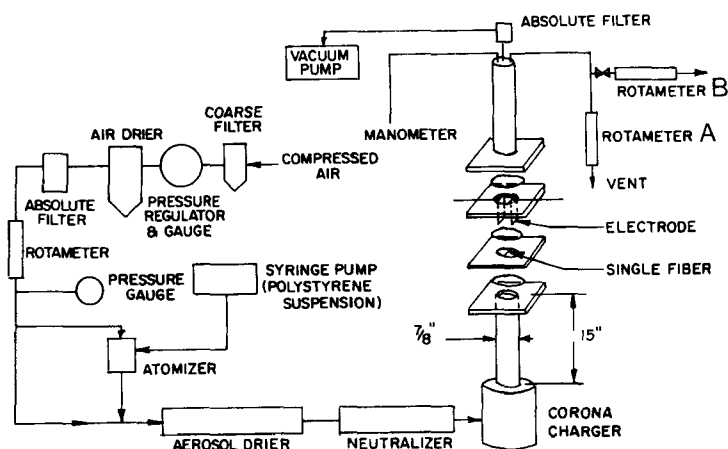 ABSOLUTE FILTER
VACUUM
PUMP
ROTAMETER B
MANOMETER
ROTAMETER A
VENT
COARSE
FILTER
AIR DRIER
COMPRESSED
AIR
ABSOLUTE
FILTER
PRESSURE
REGULATOR
& GAUGE
ELECTRODE
ROTAMETER
SINGLE FIBER
PRESSURE
GAUGE
SYRINGE PUMP
(POLYSTYRENE
SUSPENSION)
7/8"
15"
ATOMIZER
CORONA
CHARGER
AEROSOL DRIER
NEUTRALIZER